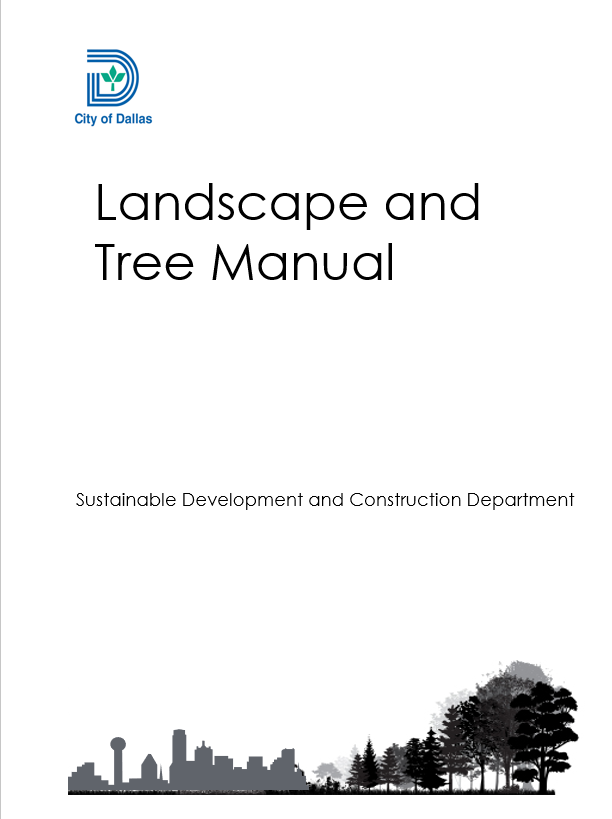 City of Dallas
Landscape and
Tree Manual
Sustainable Development and Construction Department